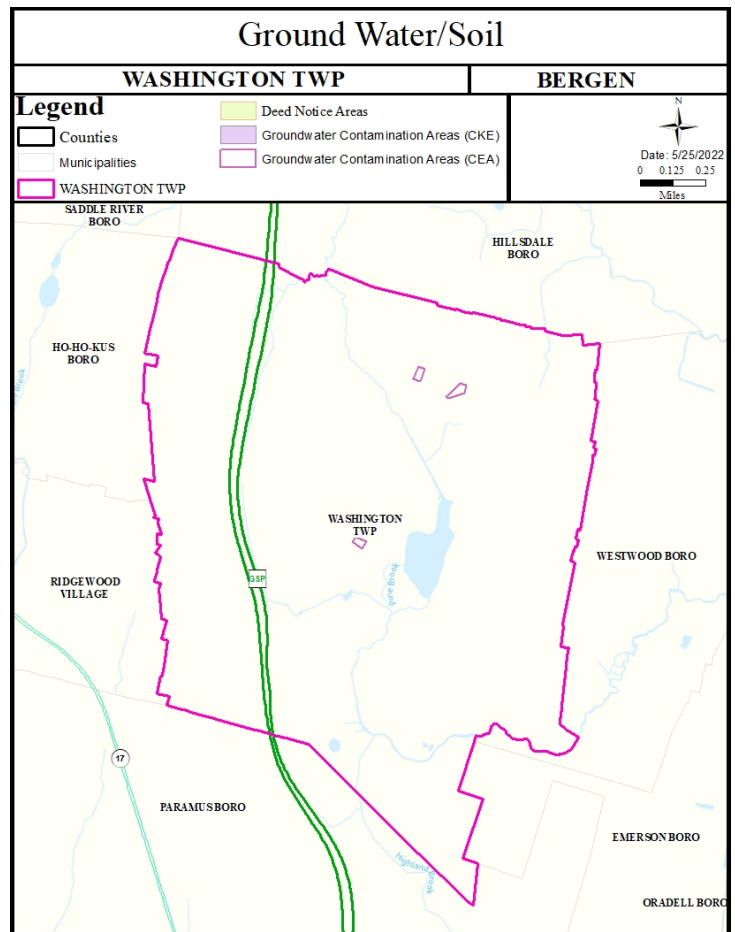 Ground Water/Soil
WASHINGTON TWP
BERGEN
Legend
Counties
Municipalities
WASHINGTON TWP
Deed Notice Areas
Groundwater Contamination Areas (CKE)
Groundwater Contamination Areas (CEA)
N
Date: 5/25/2022
0 0.125 0.25
Miles
SADDLE RIVER
BORO
HILLSDALE
BORO
HO-HO-KUS
BORO
WASHINGTON
TWP
WESTWOOD BORO
GSP
RIDGEWOOD
VILLAGE
17
PARAMUS BORO
EMERSON BORO
Highland
Brook
ORADELL BORO